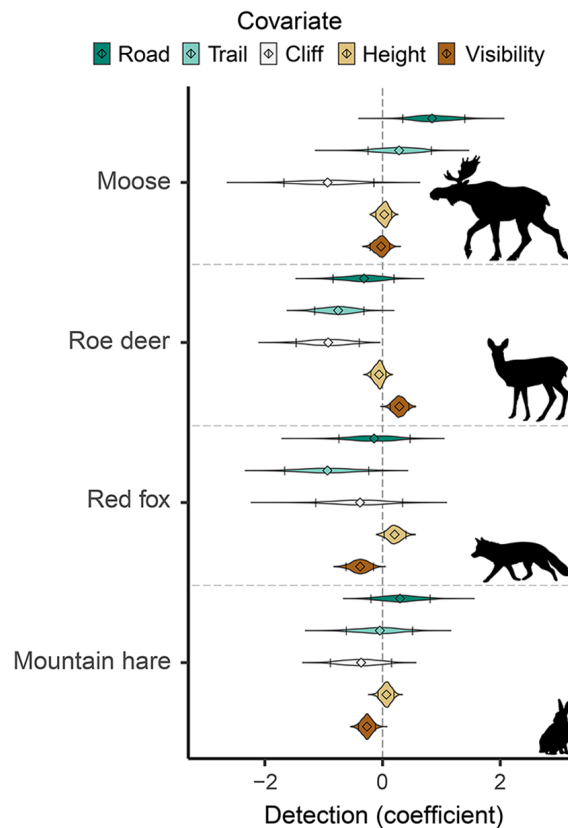 Covariate
Road Trail Cliff Height Visibility
Moose
Roe deer
Red fox
Mountain hare
−2 0 2
Detection (coefficient)